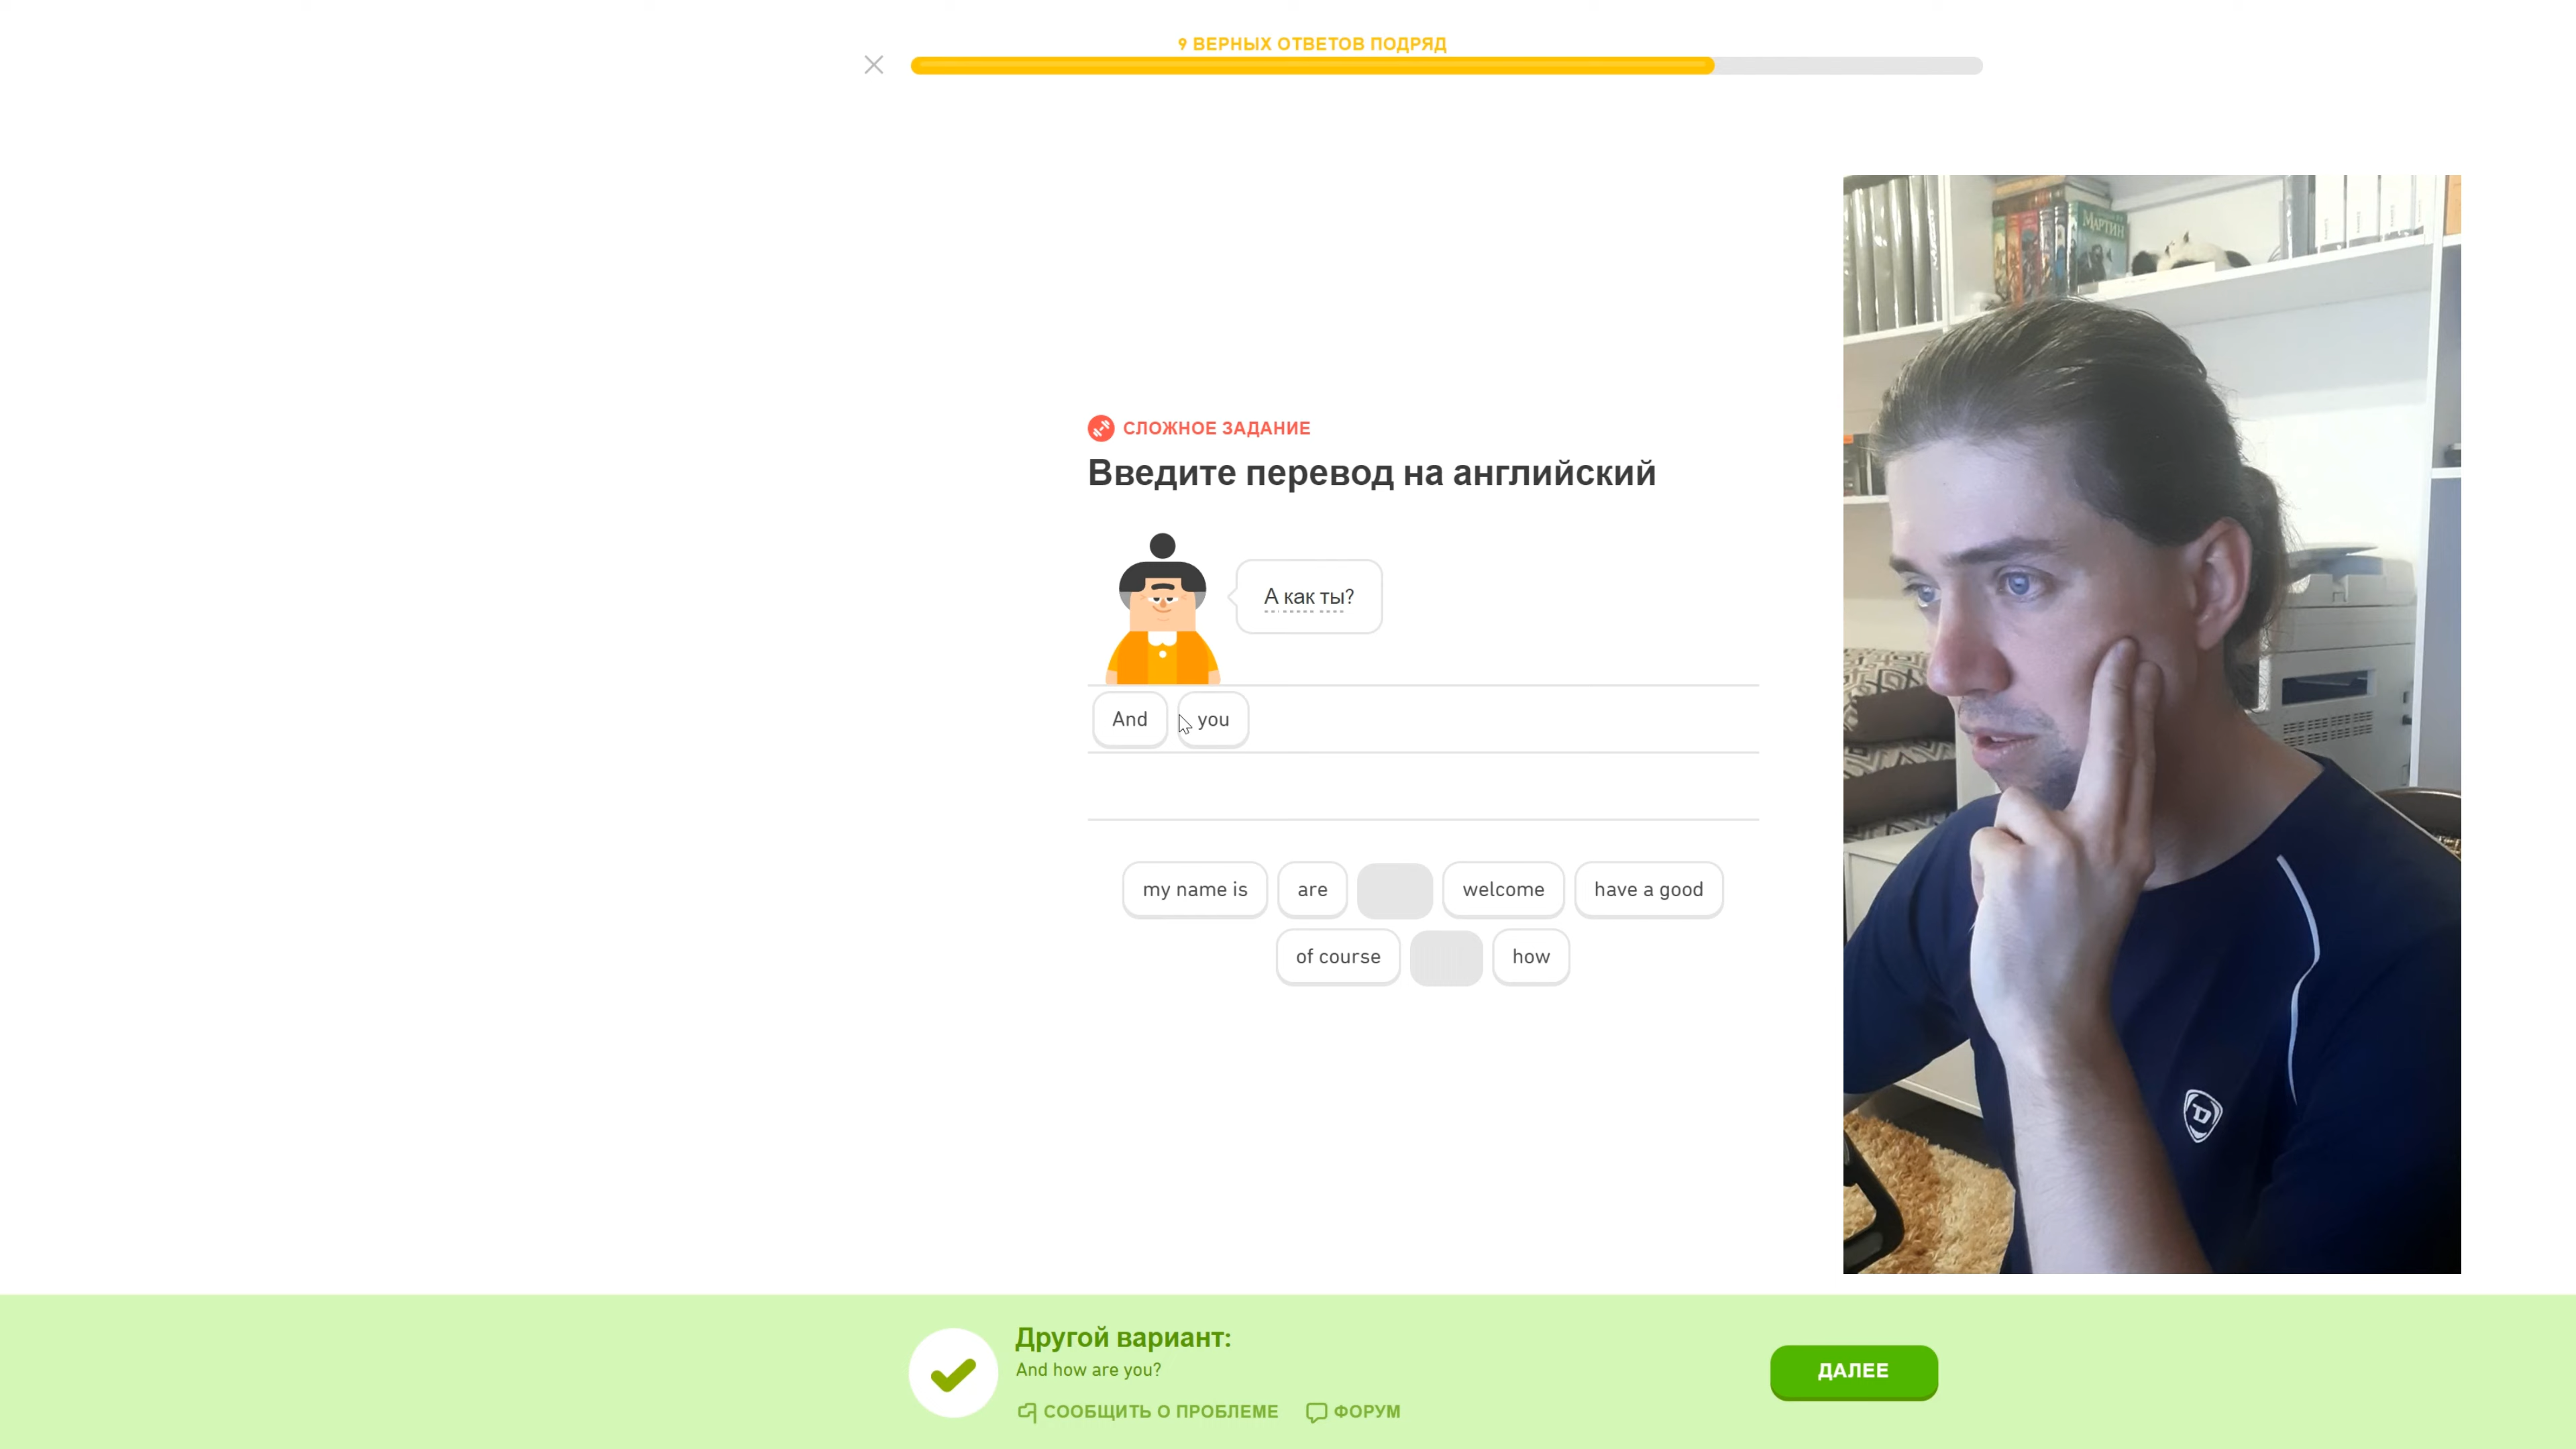 9 ВЕРНЫХ ОТВЕТОВ ПОДРЯД
СЛОЖНОЕ ЗАДАНИЕ
Введите перевод на английский
А как ты?
And you
my name is are welcome have a good
of course how
МАРТИН
Другой вариант:
And how are you?
СООБЩИТЬ О ПРОБЛЕМЕ ФОРУМ
ДАЛЕЕ